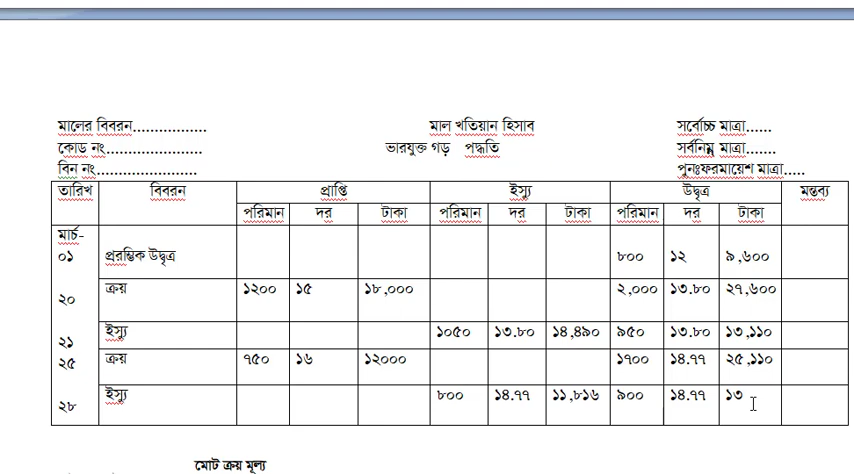 মালের বিবরন................. মাল খতিয়ান হিসাব সর্বোচ্চ মাত্রা......
কোড নং...................... ভারযুক্ত গড় পদ্ধতি সর্বনিম্ন মাত্রা.......
বিন নং....................... পুনঃফরমায়েশ মাত্রা.....
তারিখ বিবরন প্রাপ্তি ইস্যু উদ্বৃত্ত মন্তব্য
পরিমান দর টাকা পরিমান দর টাকা পরিমান দর টাকা
মার্চ-
০১ প্ররম্ভিক উদ্বৃত্ত ৮০০ ১২ ৯,৬০০
২০ ক্রয় ১২০০ ১৫ ১৮,০০০ ২,০০০ ১৩.৮০ ২৭,৬০০
২১ ইস্যু ১০৫০ ১৩.৮০ ১৪,৪৯০ ৯৫০ ১৩.৮০ ১৩,১১০
২৫ ক্রয় ৭৫০ ১৬ ১২০০০ ১৭০০ ১৪.৭৭ ২৫,১১০
২৮ ইস্যু ৮০০ ১৪.৭৭ ১১,৮১৬ ৯০০ ১৪.৭৭ ১৩
মোট ক্রয় মূল্য